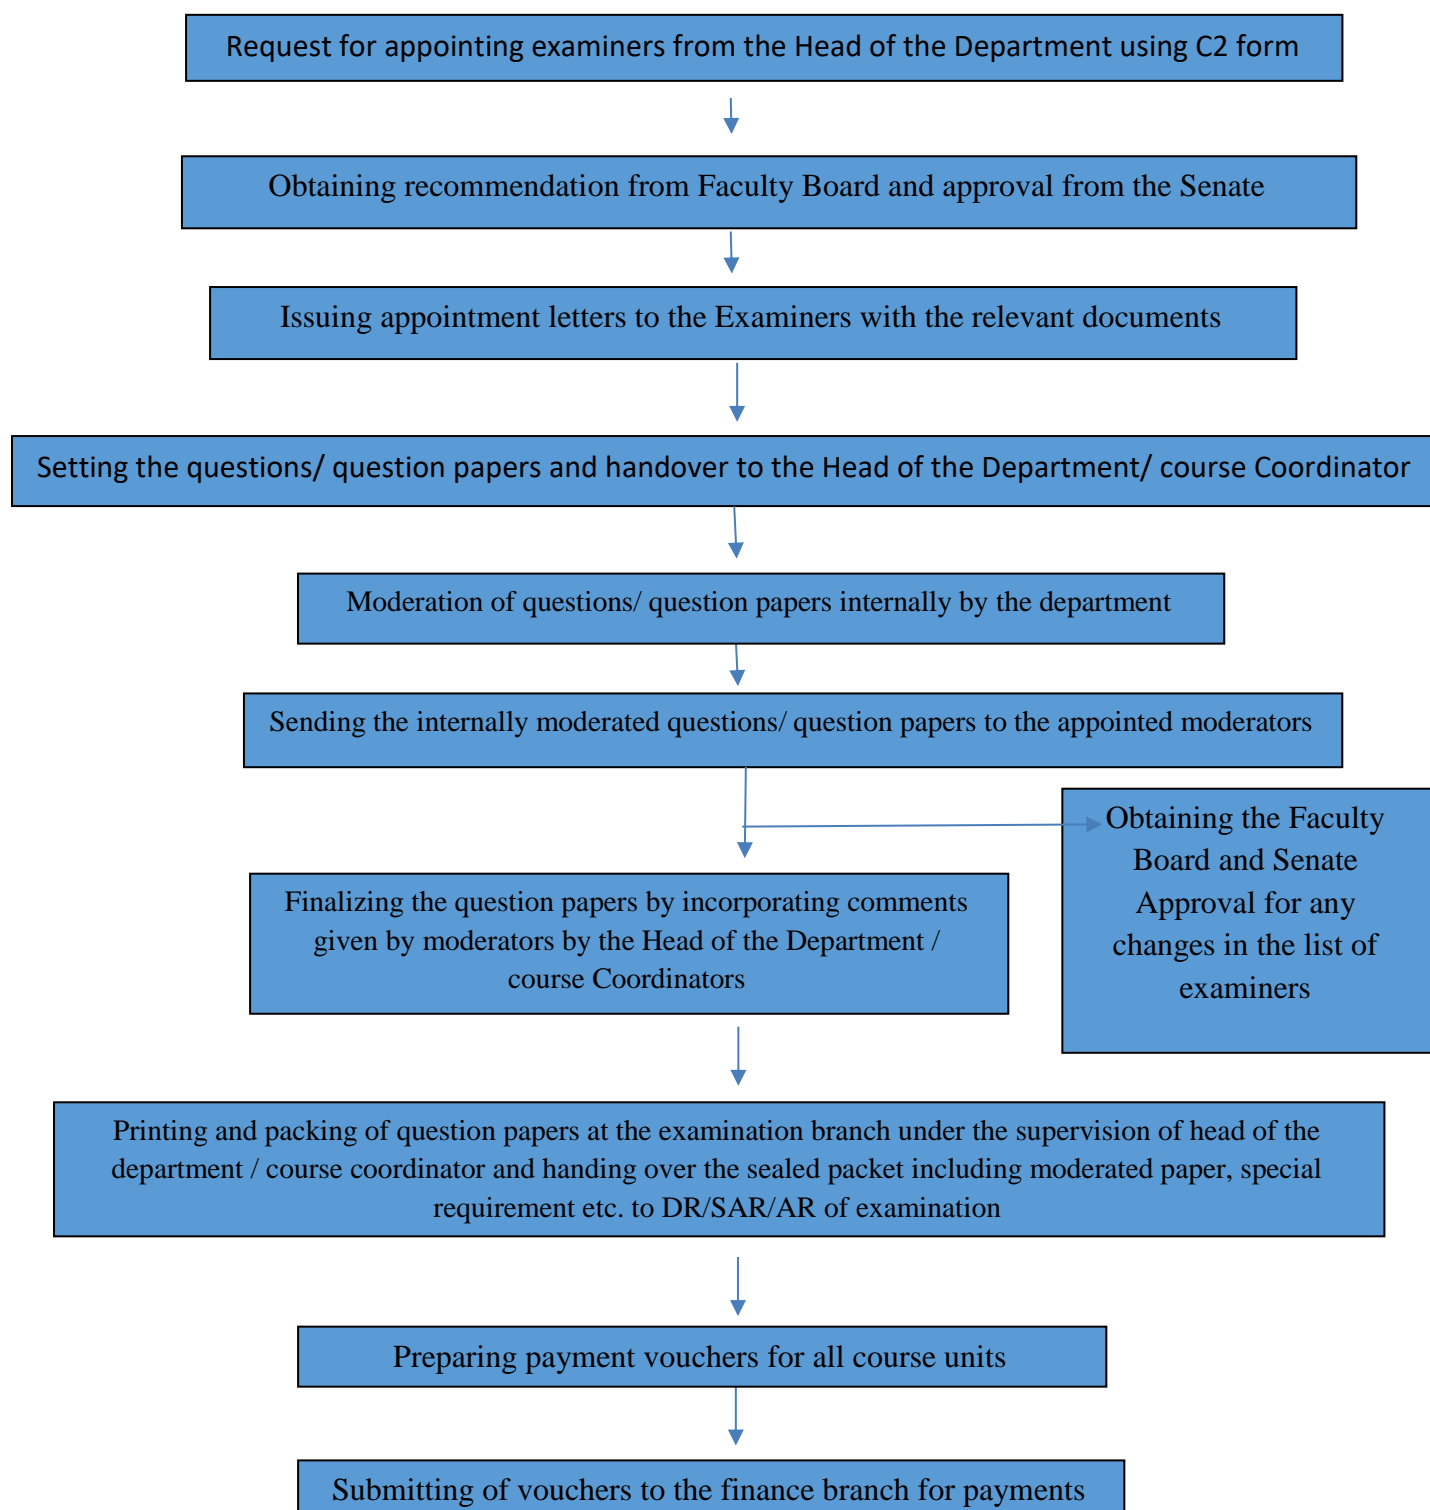 Request for appointing examiners from the Head of the Department using C2 form
Obtaining recommendation from Faculty Board and approval from the Senate
Issuing appointment letters to the Examiners with the relevant documents
Setting the questions/ question papers and handover to the Head of the Department/ course Coordinator
Moderation of questions/ question papers internally by the department
Sending the internally moderated questions/ question papers to the appointed moderators
Obtaining the Faculty
Board and Senate
Approval for any
changes in the list of
examiners
Finalizing the question papers by incorporating comments
given by moderators by the Head of the Department /
course Coordinators
Printing and packing of question papers at the examination branch under the supervision of head of the
department / course coordinator and handing over the sealed packet including moderated paper, special
requirement etc. to DR/SAR/AR of examination
Preparing payment vouchers for all course units
Submitting of vouchers to the finance branch for payments